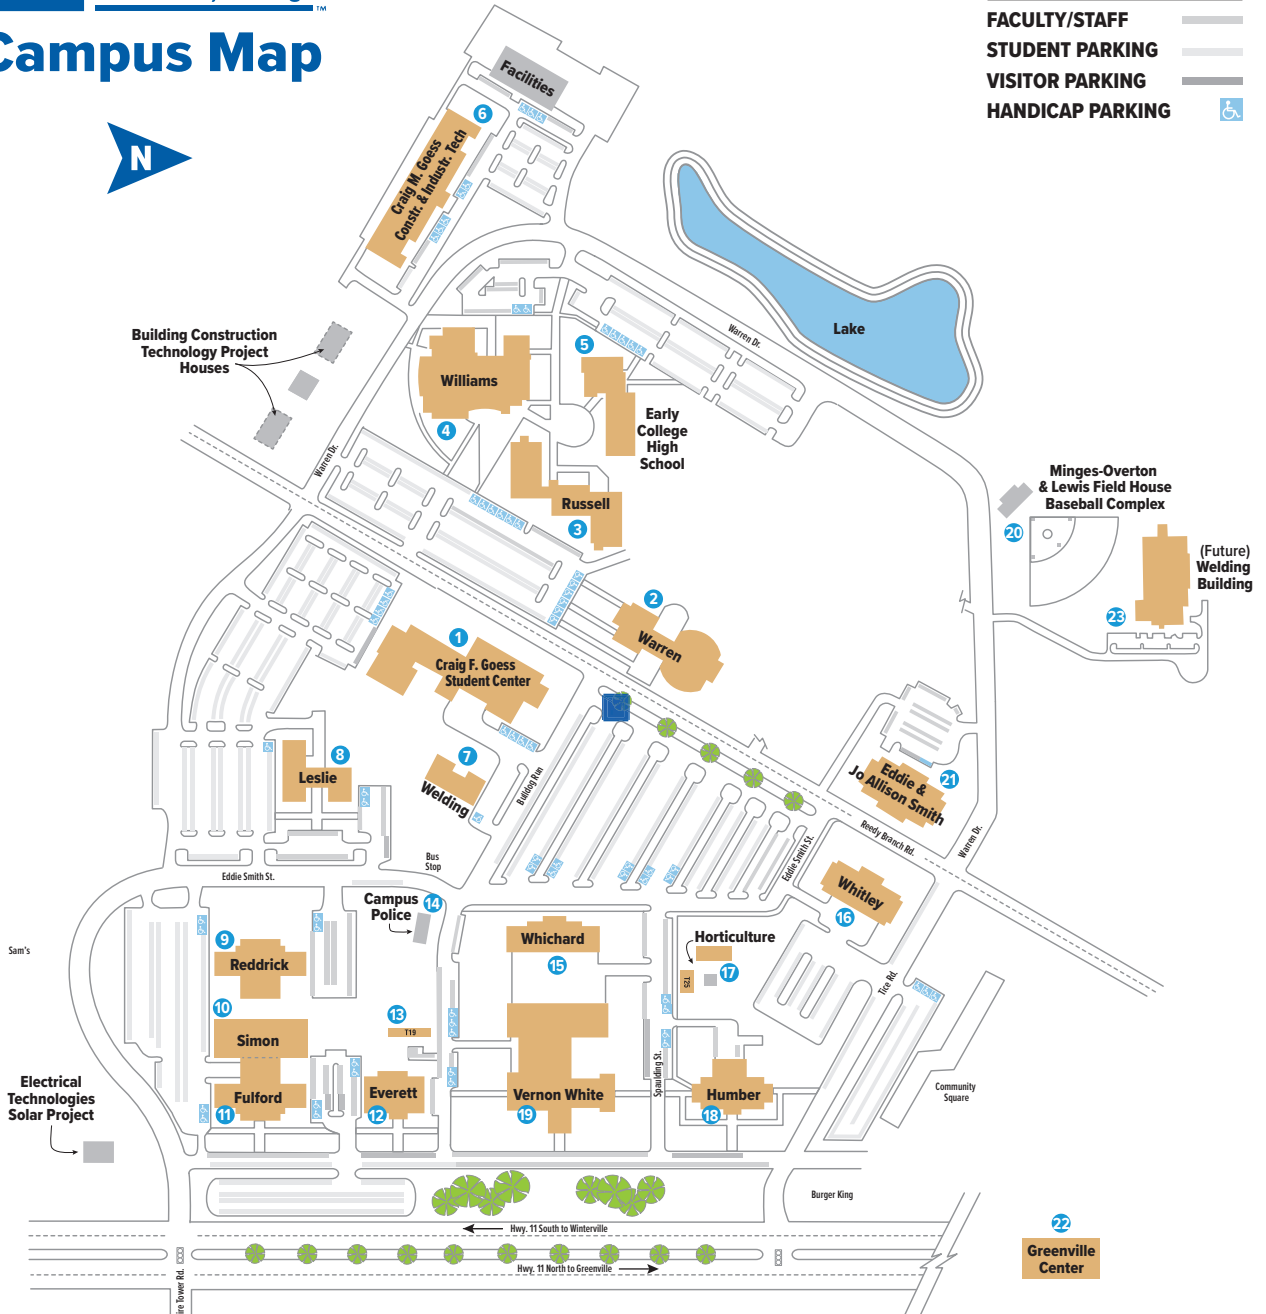 Campus Map
FACULTY/STAFF
STUDENT PARKING
VISITOR PARKING
HANDICAP PARKING
N
Facilities
6
Craig M. Goess
Constr. & Industr. Tech
Lake
Warren Dr.
Building Construction
Technology Project
Houses
5
Williams
4
Early
College
High
School
Warren Dr.
Russell
3
Minges-Overton
& Lewis Field House
Baseball Complex
20
(Future)
Welding
Building
23
2
Warren
1
Craig F. Goess
Student Center
8
Leslie
7
Welding
Bulldog Run
Eddie &
Jo Allison Smith
21
Reedy Branch Rd.
Warren Dr.
Eddie Smith St.
Bus
Stop
Eddie Smith St.
Whitley
16
Campus
Police
14
Sam's
9
Reddrick
Whichard
15
Horticulture
17
T25
Tice Rd.
10
Simon
13
T19
Electrical
Technologies
Solar Project
Fulford
11
Everett
12
Vernon White
19
Spaulding St.
Humber
18
Community
Square
Burger King
22
Greenville
Center
Hwy. 11 South to Winterville
Hwy. 11 North to Greenville
ire Tower Rd.
TM